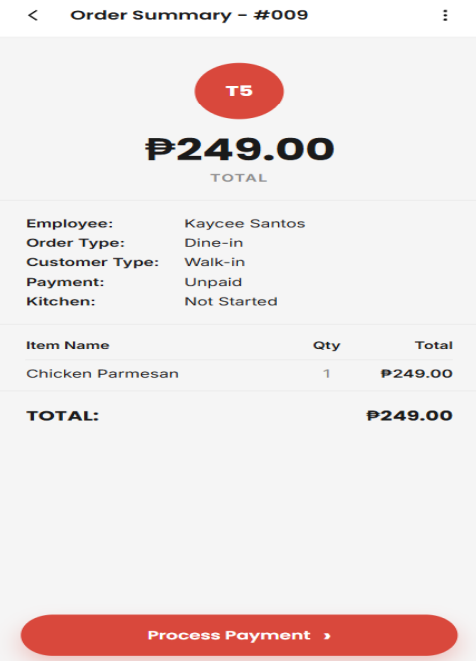 Order Summary - #009
T5
₱249.00
TOTAL
Employee: Kaycee Santos
Order Type: Dine-in
Customer Type: Walk-in
Payment: Unpaid
Kitchen: Not Started
Item Name Qty Total
Chicken Parmesan 1 ₱249.00
TOTAL: ₱249.00
Process Payment ›